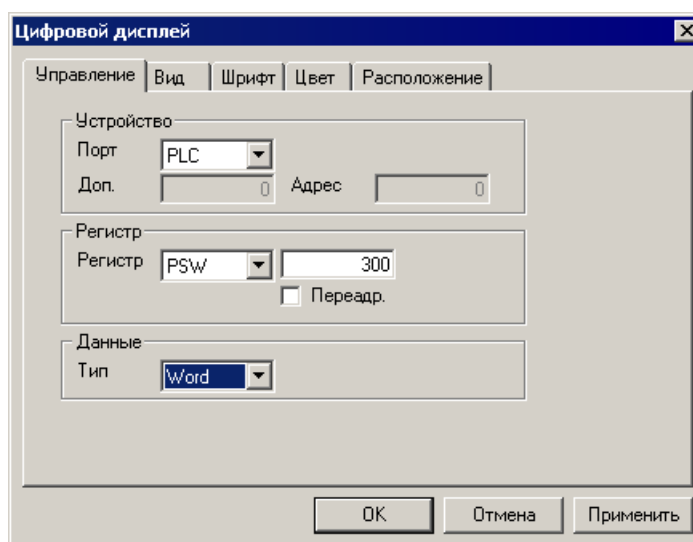 Цифровой дисплей
Управление Вид Шрифт Цвет Расположение
Устройство
Порт PLC
Доп. 0 Адрес 0
Регистр
Регистр PSW 300
Переадр.
Данные
Тип Word
OK Отмена Применить